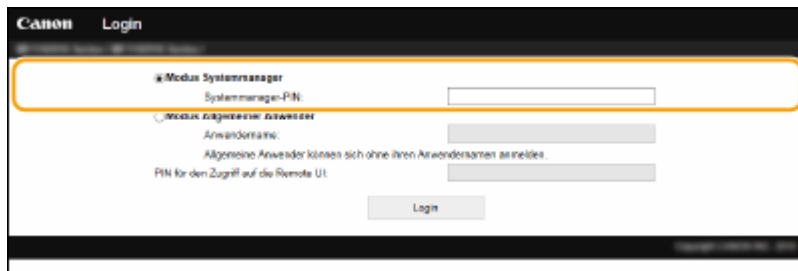 Canon Login
Modus Systemmanager
Systemmanager-PIN:
Modus Allgemeiner Anwender
Anwendername:
Allgemeine Anwender können sich ohne ihren Anwendernamen anmelden.
PIN für den Zugriff auf die Remote UI:
Login